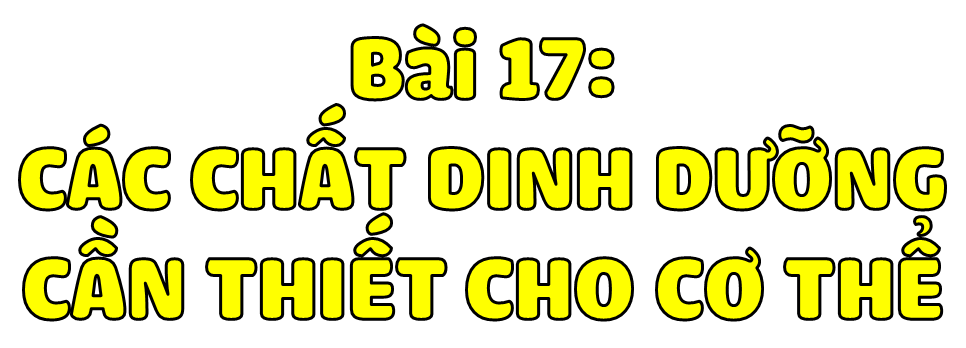 Bài 17:
CÁC CHẤT DINH DƯỠNG
CẦN THIẾT CHO CƠ THỂ